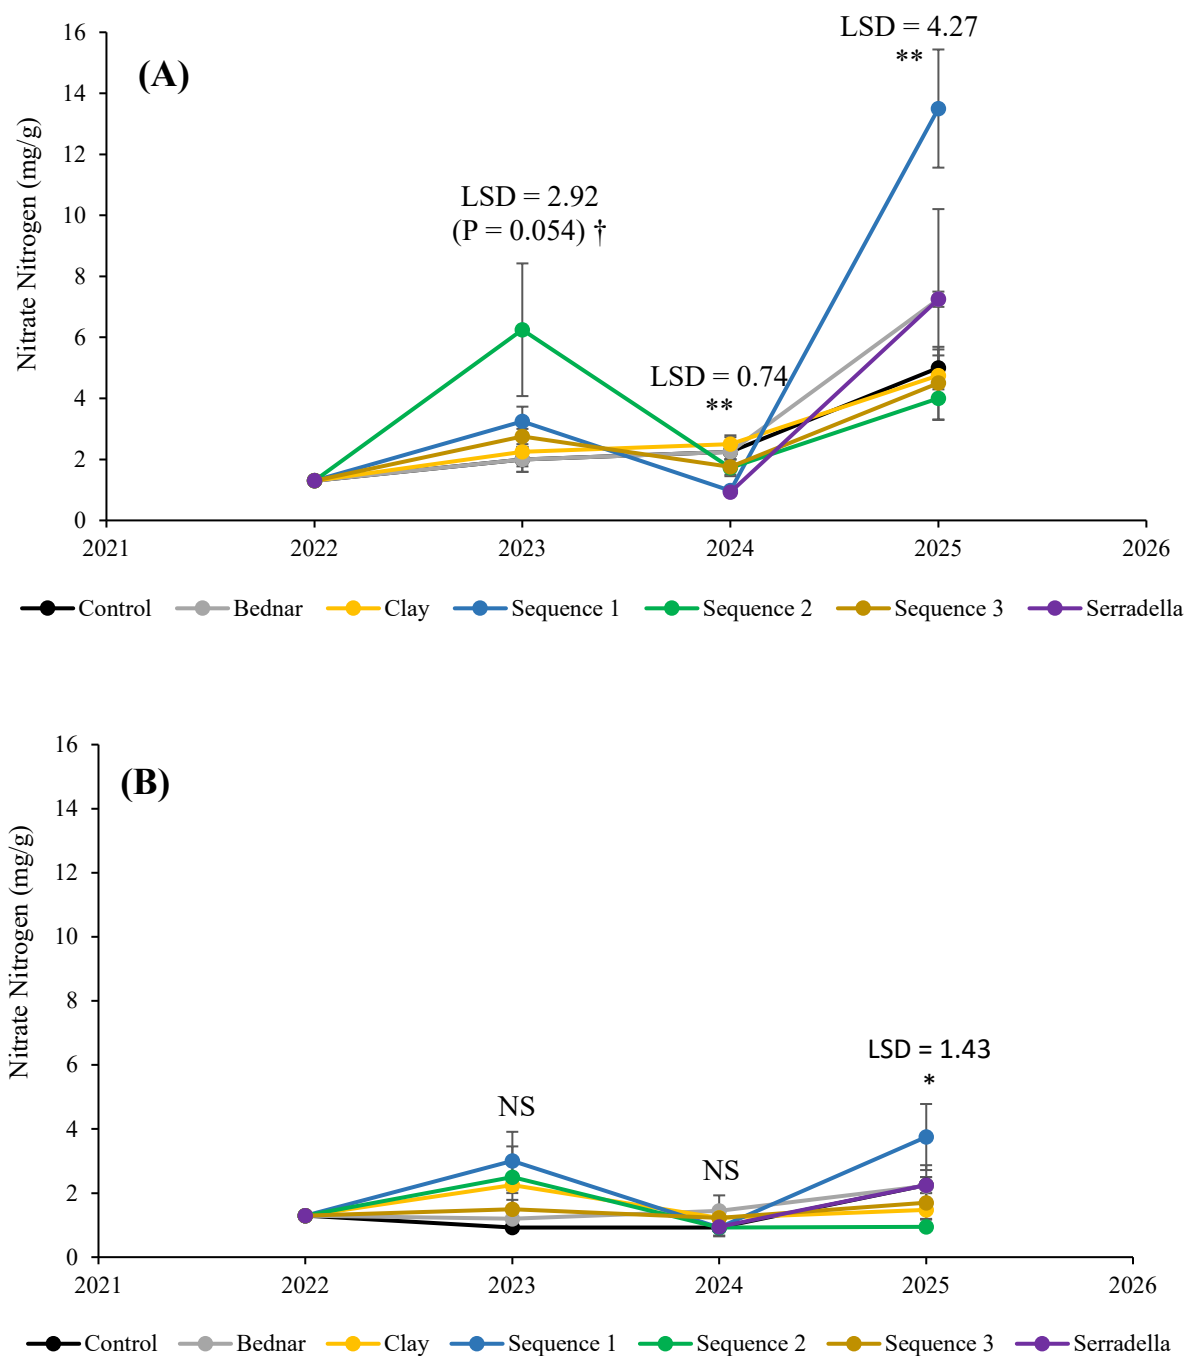 LSD = 4.27
**
(A)
LSD = 2.92
(P = 0.054) †
LSD = 0.74
**
Nitrate Nitrogen (mg/g)
16
14
12
10
8
6
4
2
0
2021 2022 2023 2024 2025 2026
Control Bednar Clay Sequence 1 Sequence 2 Sequence 3 Serradella
(B)
Nitrate Nitrogen (mg/g)
16
14
12
10
8
6
4
2
0
LSD = 1.43
*
NS
NS
2021 2022 2023 2024 2025 2026
Control Bednar Clay Sequence 1 Sequence 2 Sequence 3 Serradella